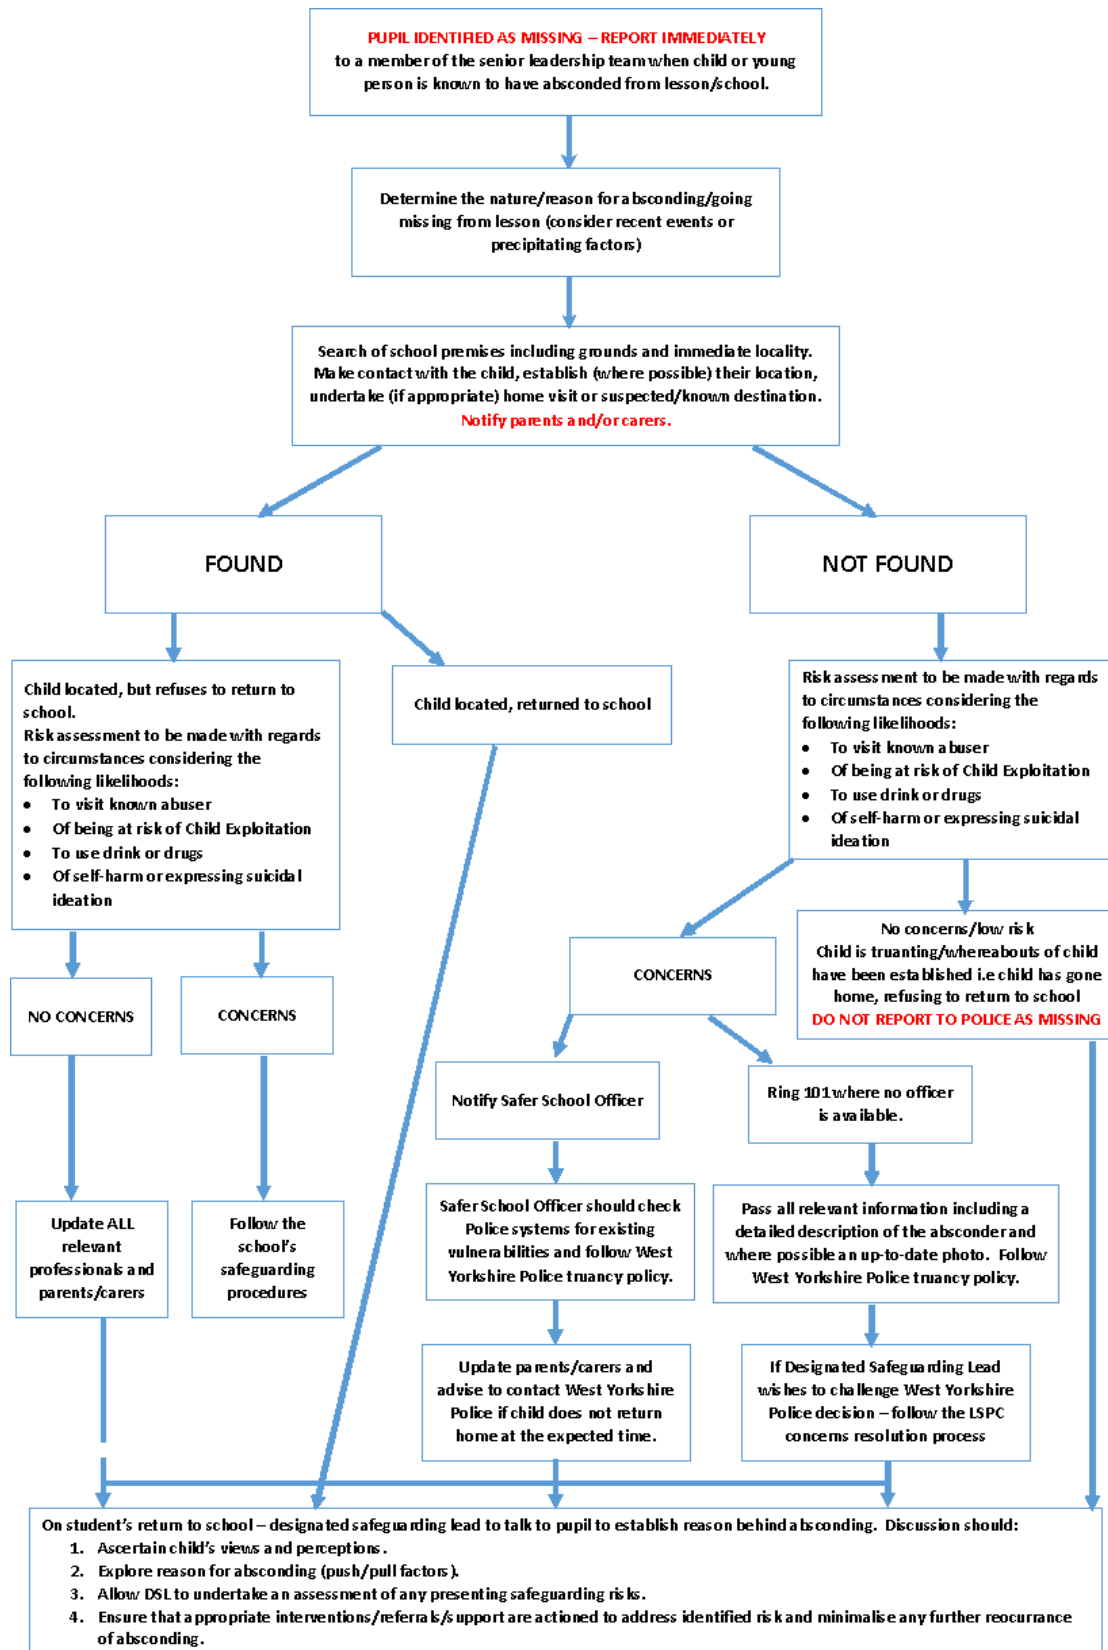 PUPIL IDENTIFIED AS MISSING – REPORT IMMEDIATELY
to a member of the senior leadership team when child or young
person is known to have absconded from lesson/school.
Determine the nature/reason for absconding/going
missing from lesson (consider recent events or
precipitating factors)
Search of school premises including grounds and immediate locality.
Make contact with the child, establish (where possible) their location,
undertake (if appropriate) home visit or suspected/known destination.
Notify parents and/or carers.
FOUND
NOT FOUND
Child located, but refuses to return to
school.
Risk assessment to be made with regards
to circumstances considering the
following likelihoods:
• To visit known abuser
• Of being at risk of Child Exploitation
• To use drink or drugs
• Of self-harm or expressing suicidal
ideation
Child located, returned to school
Risk assessment to be made with regards
to circumstances considering the
following likelihoods:
• To visit known abuser
• Of being at risk of Child Exploitation
• To use drink or drugs
• Of self-harm or expressing suicidal
ideation
NO CONCERNS
CONCERNS
CONCERNS
No concerns/low risk
Child is truanting/whereabouts of child
have been established i.e child has gone
home, refusing to return to school
DO NOT REPORT TO POLICE AS MISSING
Notify Safer School Officer
Ring 101 where no officer
is available.
Update ALL
relevant
professionals and
parents/carers
Follow the
school's
safeguarding
procedures
Safer School Officer should check
Police systems for existing
vulnerabilities and follow West
Yorkshire Police truancy policy.
Pass all relevant information including a
detailed description of the absconder and
where possible an up-to-date photo. Follow
West Yorkshire Police truancy policy.
Update parents/carers and
advise to contact West Yorkshire
Police if child does not return
home at the expected time.
If Designated Safeguarding Lead
wishes to challenge West Yorkshire
Police decision – follow the LSPC
concerns resolution process
On student's return to school – designated safeguarding lead to talk to pupil to establish reason behind absconding. Discussion should:
1. Ascertain child's views and perceptions.
2. Explore reason for absconding (push/pull factors).
3. Allow DSL to undertake an assessment of any presenting safeguarding risks.
4. Ensure that appropriate interventions/referrals/support are actioned to address identified risk and minimalise any further reocurrance
of absconding.